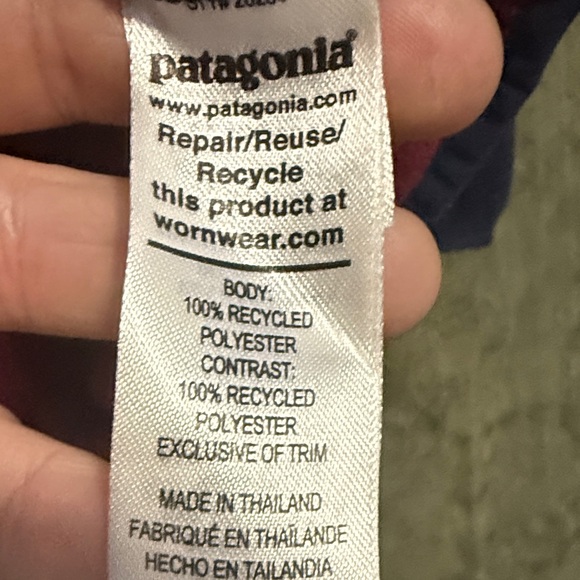 patagonia®
www.patagonia.com
Repair/Reuse/
Recycle
this product at
wornwear.com
BODY:
100% RECYCLED
POLYESTER
CONTRAST:
100% RECYCLED
POLYESTER
EXCLUSIVE OF TRIM
MADE IN THAILAND
FABRIQUÉ EN THAÏLANDE
HECHO EN TAILANDIA